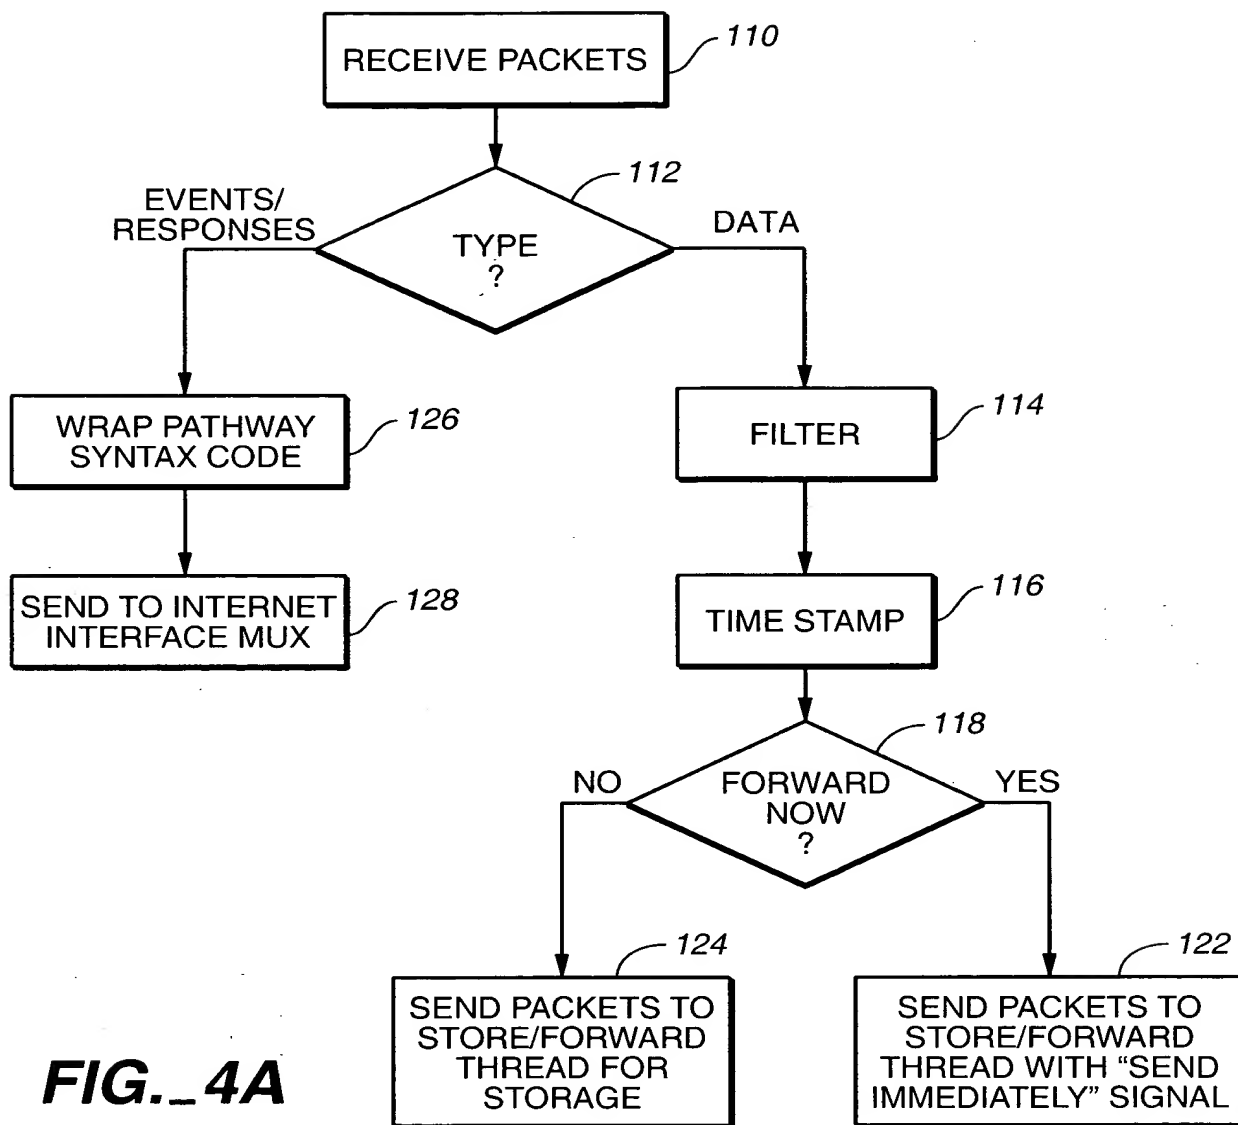 RECEIVE PACKETS
110
112
EVENTS/
RESPONSES
TYPE
?
DATA
WRAP PATHWAY
SYNTAX CODE
126
FILTER
114
SEND TO INTERNET
INTERFACE MUX
128
TIME STAMP
116
118
NO
FORWARD
NOW
?
YES
124
SEND PACKETS TO
STORE/FORWARD
THREAD FOR
STORAGE
122
SEND PACKETS TO
STORE/FORWARD
THREAD WITH “SEND
IMMEDIATELY” SIGNAL
FIG._4A